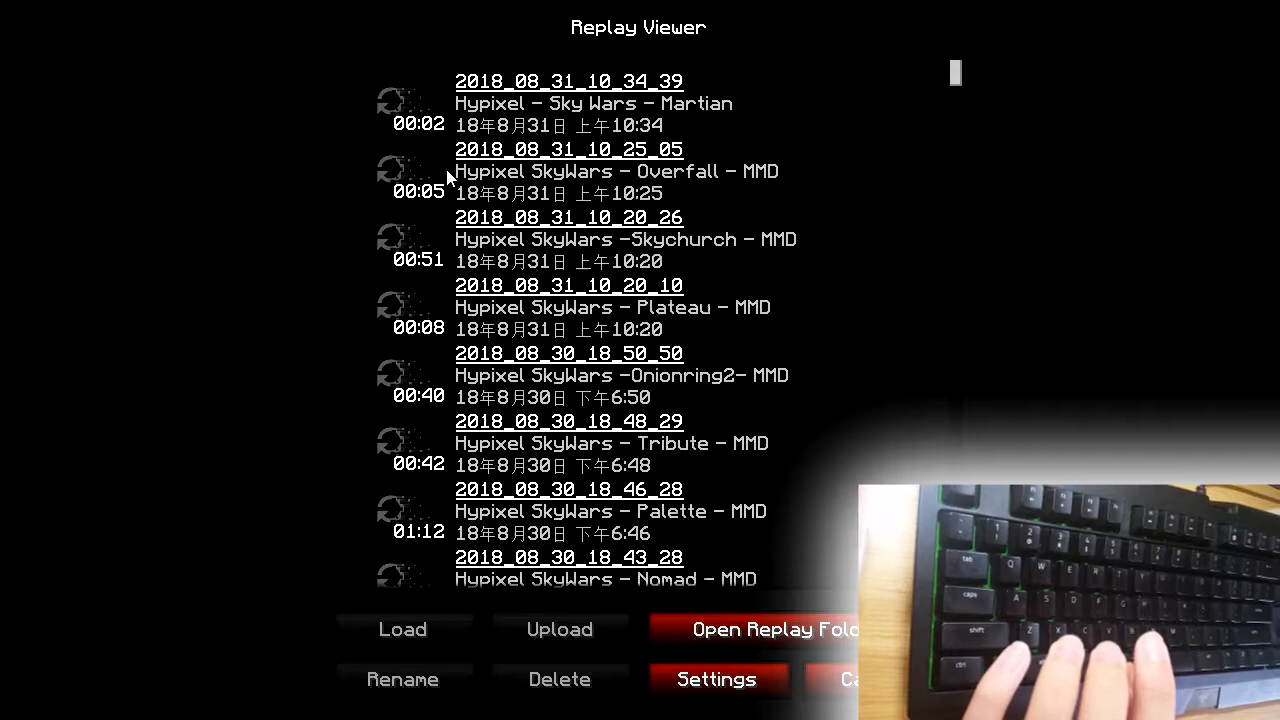 Replay Viewer
2018_08_31_10_34_39
Hypixel - Sky Wars - Martian
00:02 18年8月31日 上午10:34
2018_08_31_10_25_05
Hypixel SkyWars - Overfall - MMD
00:05 18年8月31日 上午10:25
2018_08_31_10_20_26
Hypixel SkyWars -Skychurch - MMD
00:51 18年8月31日 上午10:20
2018_08_31_10_20_10
Hypixel SkyWars - Plateau - MMD
00:08 18年8月31日 上午10:20
2018_08_30_18_50_50
Hypixel SkyWars -Onionring2- MMD
00:40 18年8月30日 下午6:50
2018_08_30_18_48_29
Hypixel SkyWars - Tribute - MMD
00:42 18年8月30日 下午6:48
2018_08_30_18_46_28
Hypixel SkyWars - Palette - MMD
01:12 18年8月30日 下午6:46
2018_08_30_18_43_28
Hypixel SkyWars - Nomad - MMD
Load Upload Open Replay Folo
Rename Delete Settings Ca
tab Q W E
caps A S D F G H
shift Z X C V
ctrl